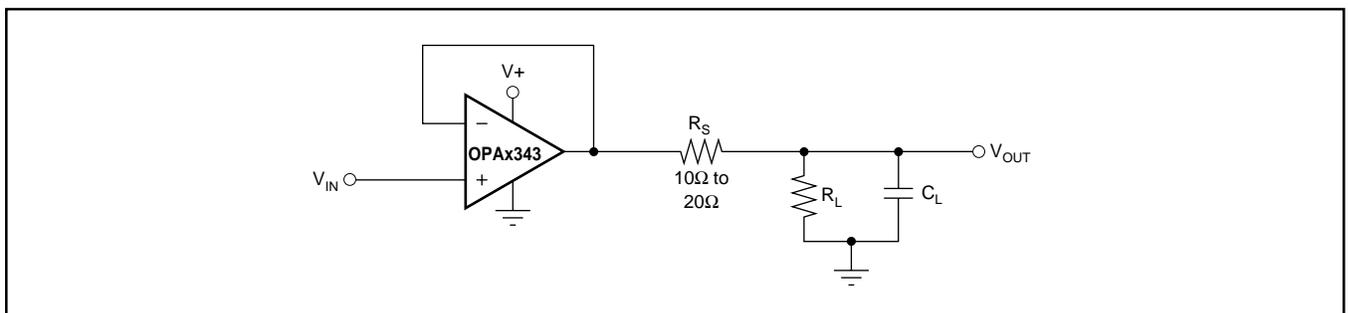 V+
−
OPAx343
+
V_IN
R_S
10Ω to
20Ω
R_L
C_L
V_OUT